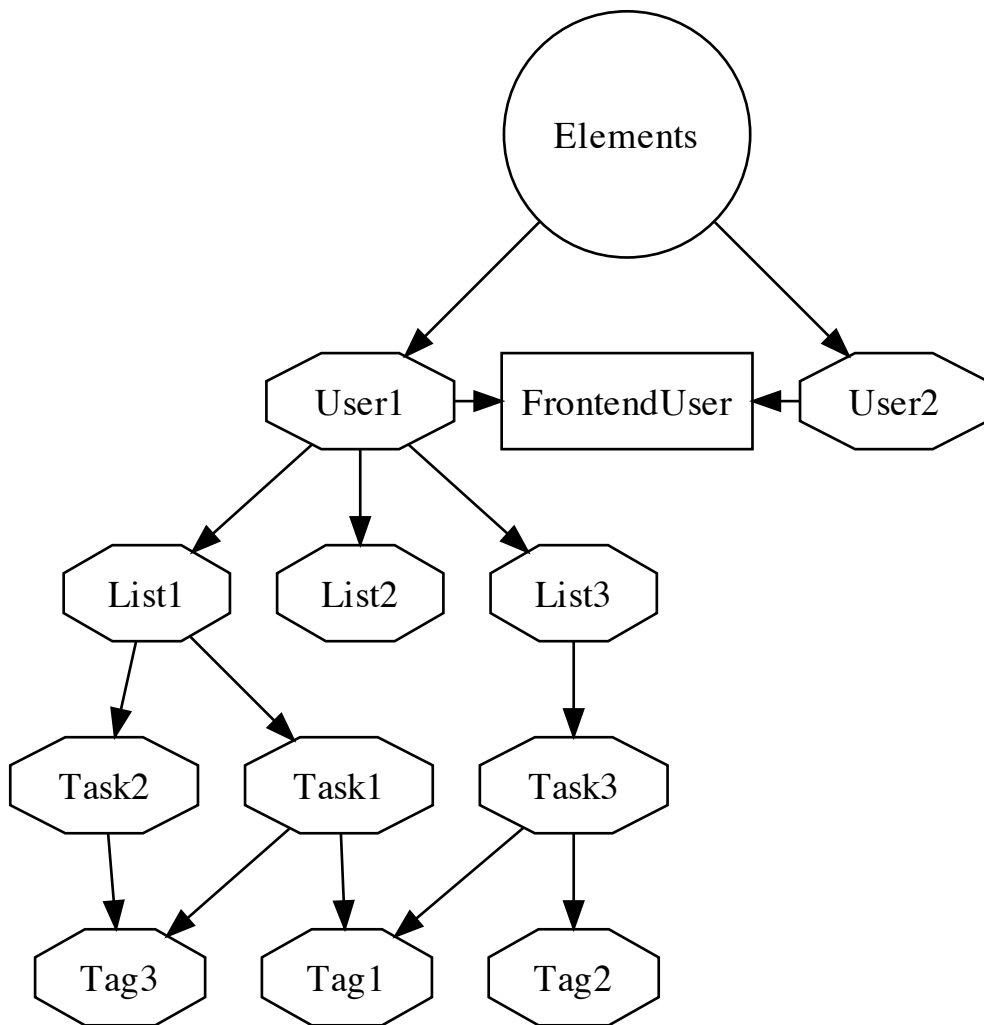 Elements
User1
FrontendUser
User2
List1
List2
List3
Task2
Task1
Task3
Tag3
Tag1
Tag2